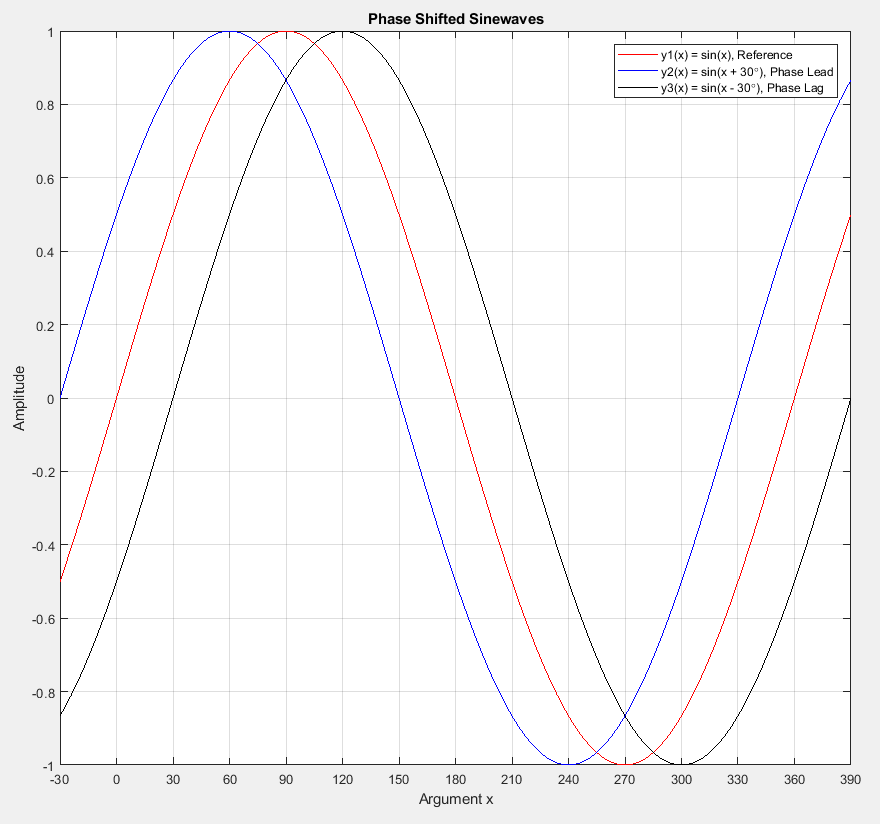 Phase Shifted Sinewaves
y1(x) = sin(x), Reference
y2(x) = sin(x + 30°), Phase Lead
y3(x) = sin(x - 30°), Phase Lag
Amplitude
1
0.8
0.6
0.4
0.2
0
-0.2
-0.4
-0.6
-0.8
-1
-30 0 30 60 90 120 150 180 210 240 270 300 330 360 390
Argument x